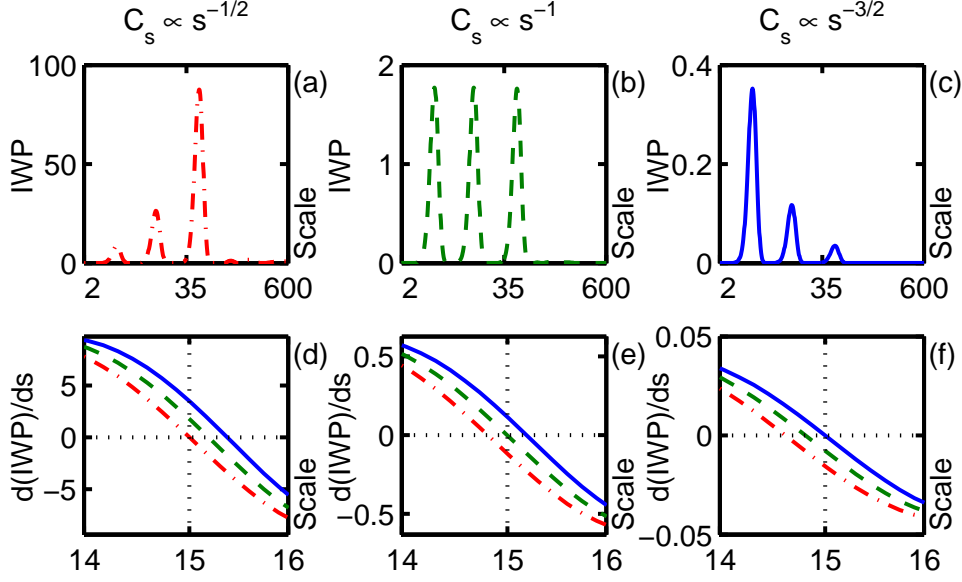 C_s ∝ s^{−1/2}
C_s ∝ s^{−1}
C_s ∝ s^{−3/2}
100
50
0
IWP
2
35
600
Scale
(a)
2
1
0
IWP
2
35
600
Scale
(b)
0.4
0.2
0
IWP
2
35
600
Scale
(c)
5
0
−5
d(IWP)/ds
14
15
16
Scale
(d)
0.5
0
−0.5
d(IWP)/ds
14
15
16
Scale
(e)
0.05
0
−0.05
d(IWP)/ds
14
15
16
Scale
(f)